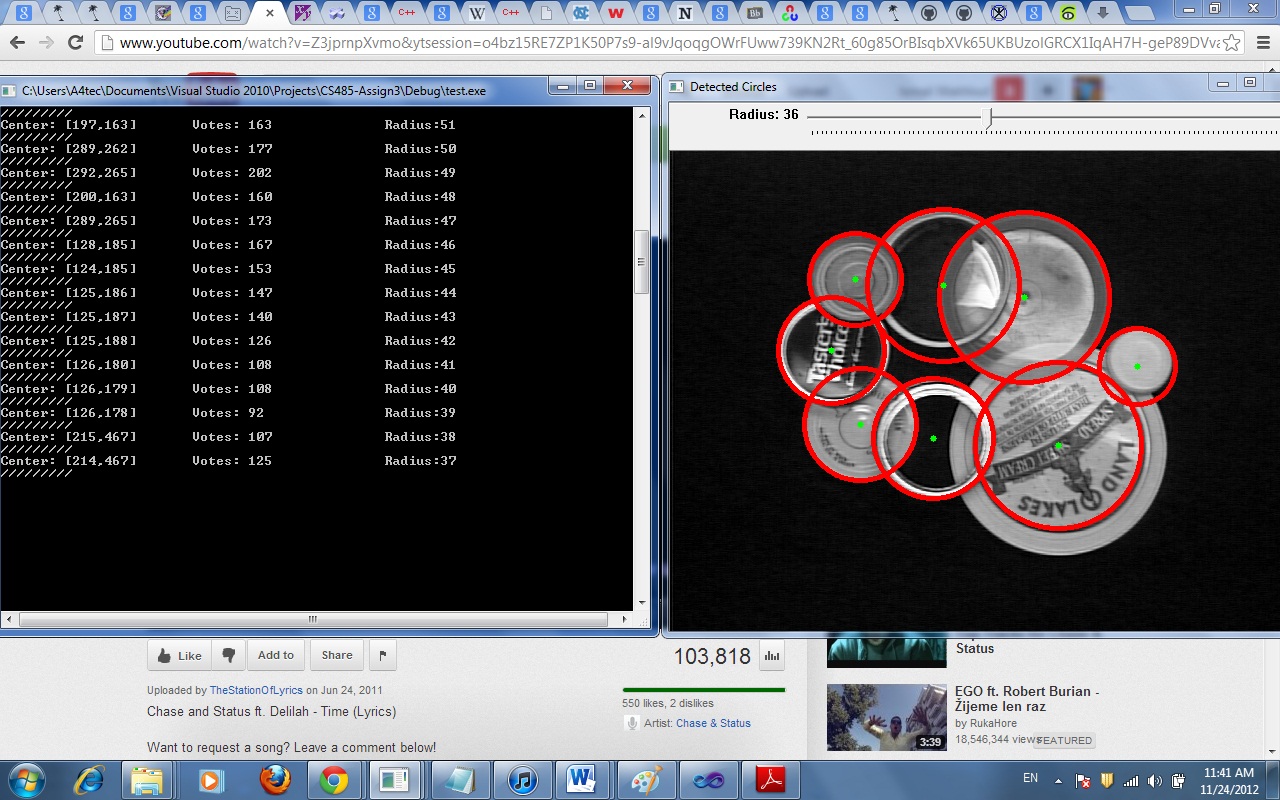 www.youtube.com/watch?v=Z3jprnpXvmo&ytsession=o4bz15RE7ZP1K50P7s9-al9vJqoqgOWrFUww739KN2Rt_60g85OrBIsqbXVk65UKBUzolGRCX1IqAH7H-geP89DVva
C:\Users\A4tec\Documents\Visual Studio 2010\Projects\CS485-Assign3\Debug\test.exe
/////////
Center: [197,163] Votes: 163 Radius:51
/////////
Center: [289,262] Votes: 177 Radius:50
/////////
Center: [292,265] Votes: 202 Radius:49
/////////
Center: [200,163] Votes: 160 Radius:48
/////////
Center: [289,265] Votes: 173 Radius:47
/////////
Center: [128,185] Votes: 167 Radius:46
/////////
Center: [124,185] Votes: 153 Radius:45
/////////
Center: [125,186] Votes: 147 Radius:44
/////////
Center: [125,187] Votes: 140 Radius:43
/////////
Center: [125,188] Votes: 126 Radius:42
/////////
Center: [126,180] Votes: 108 Radius:41
/////////
Center: [126,179] Votes: 108 Radius:40
/////////
Center: [126,178] Votes: 92 Radius:39
/////////
Center: [215,467] Votes: 107 Radius:38
/////////
Center: [214,467] Votes: 125 Radius:37
/////////
Detected Circles
Radius: 36
Taster's
Choice
SPREAD
SWEET CREAM
LAND O LAKES
Like
Add to
Share
103,818
Uploaded by TheStationOfLyrics on Jun 24, 2011
550 likes, 2 dislikes
Chase and Status ft. Delilah - Time (Lyrics)
Artist: Chase & Status
Want to request a song? Leave a comment below!
Status
EGO ft. Robert Burian -
Žijeme len raz
by RukaHore
18,546,344 views
FEATURED
3:39
EN
11:41 AM
11/24/2012